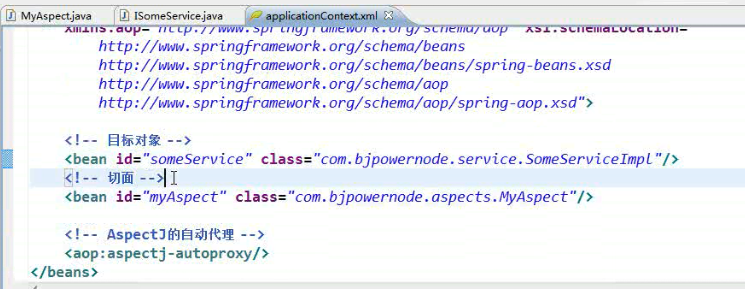 MyAspect.java ISomeService.java applicationContext.xml
xmlns:aop="http://www.springframework.org/schema/aop" xsi:schemaLocation="
http://www.springframework.org/schema/beans
http://www.springframework.org/schema/beans/spring-beans.xsd
http://www.springframework.org/schema/aop
http://www.springframework.org/schema/aop/spring-aop.xsd">
<!-- 目标对象 -->
<bean id="someService" class="com.bjpowernode.service.SomeServiceImpl"/>
<!-- 切面 -->
<bean id="myAspect" class="com.bjpowernode.aspects.MyAspect"/>
<!-- AspectJ的自动代理 -->
<aop:aspectj-autoproxy/>
</beans>